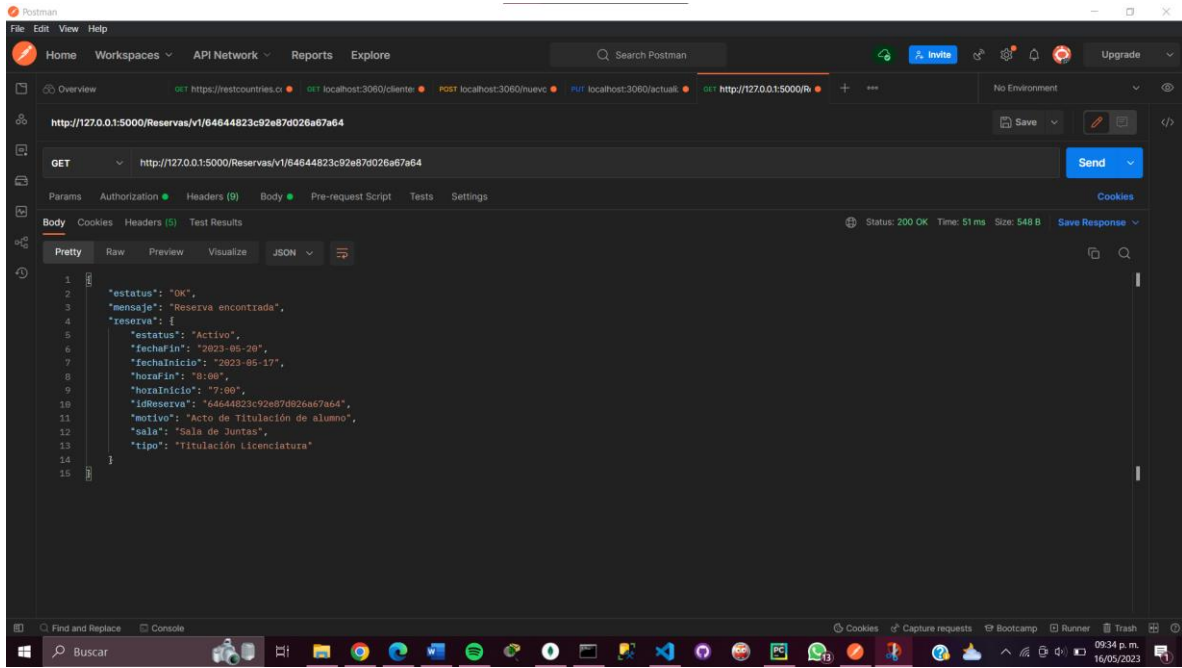 Postman
File Edit View Help
Home Workspaces API Network Reports Explore Search Postman Invite Upgrade
Overview GET https://restcountries.c GET localhost:3060/cliente POST localhost:3060/nuevo PUT localhost:3060/actuali GET http://127.0.0.1:5000/R + No Environment
http://127.0.0.1:5000/Reservas/v1/64644823c92e87d026a67a64 Save
GET http://127.0.0.1:5000/Reservas/v1/64644823c92e87d026a67a64 Send
Params Authorization Headers (9) Body Pre-request Script Tests Settings Cookies
Body Cookies Headers (5) Test Results Status: 200 OK Time: 51 ms Size: 548 B Save Response
Pretty Raw Preview Visualize JSON
1 {
2 "estatus": "OK",
3 "mensaje": "Reserva encontrada",
4 "reserva": {
5 "estatus": "Activo",
6 "fechaFin": "2023-05-20",
7 "fechaInicio": "2023-05-17",
8 "horaFin": "8:00",
9 "horaInicio": "7:00",
10 "idReserva": "64644823c92e87d026a67a64",
11 "motivo": "Acto de Titulación de alumno",
12 "sala": "Sala de Juntas",
13 "tipo": "Titulación Licenciatura"
14 }
15 }
Find and Replace Console Cookies Capture requests Bootcamp Runner Trash
Buscar 13 09:34 p. m.
16/05/2023 1